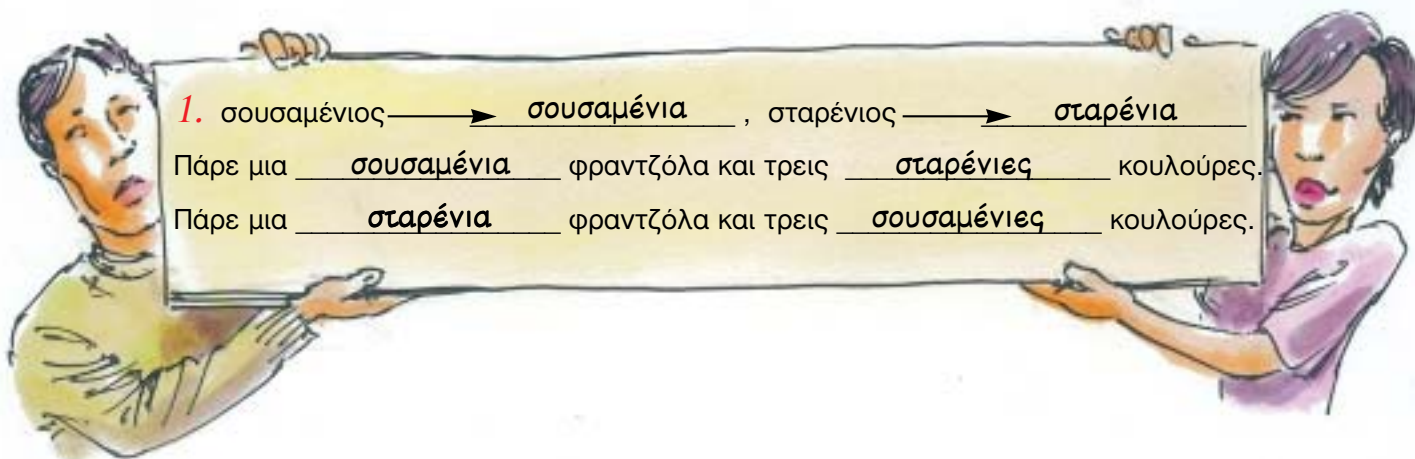 1. σουσαμένιος → σουσαμένια , σταρένιος → σταρένια
Πάρε μια σουσαμένια φραντζόλα και τρεις σταρένιες κουλούρες.
Πάρε μια σταρένια φραντζόλα και τρεις σουσαμένιες κουλούρες.